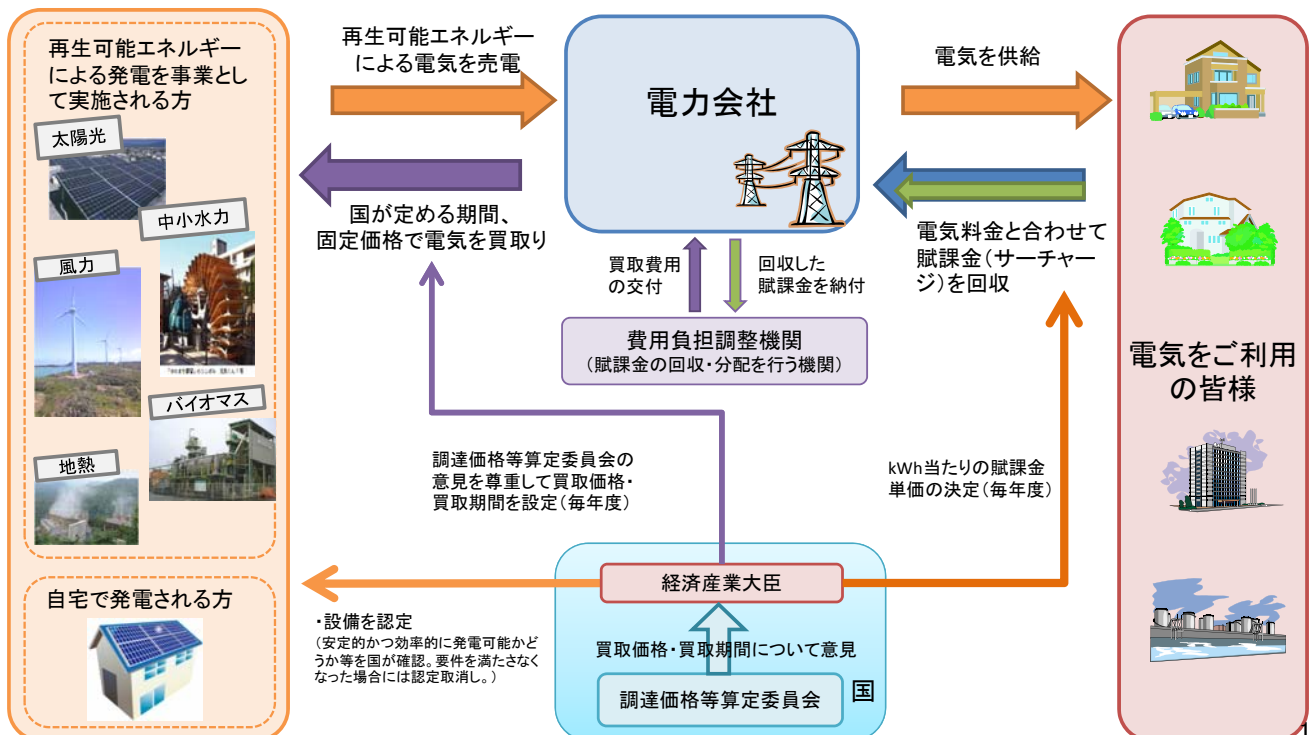 再生可能エネルギー
による発電を事業とし
て実施される方
太陽光
中小水力
風力
バイオマス
地熱
自宅で発電される方
再生可能エネルギー
による電気を売電
国が定める期間、
固定価格で電気を買取り
電力会社
電気を供給
電気料金と合わせて
賦課金(サーチャー
ジ)を回収
買取費用
の交付
回収した
賦課金を納付
費用負担調整機関
(賦課金の回収・分配を行う機関)
電気をご利用
の皆様
調達価格等算定委員会の
意見を尊重して買取価格・
買取期間を設定(毎年度)
kWh当たりの賦課金
単価の決定(毎年度)
経済産業大臣
・設備を認定
(安定的かつ効率的に発電可能かど
うか等を国が確認。要件を満たさなく
なった場合には認定取消し。)
買取価格・買取期間について意見
調達価格等算定委員会
国
1